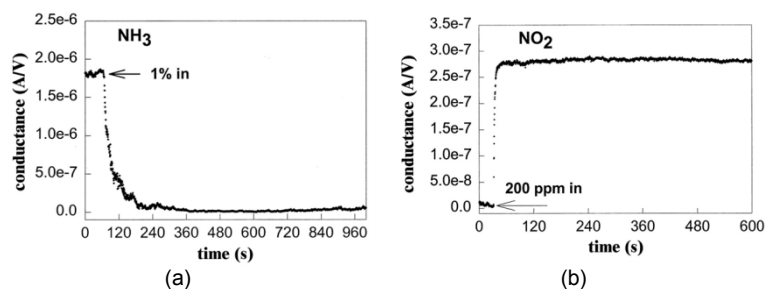 NH3
1% in
conductance (A/V)
2.5e-6
2.0e-6
1.5e-6
1.0e-6
5.0e-7
0.0
0 120 240 360 480 600 720 840 960
time (s)
(a)
NO2
200 ppm in
conductance (A/V)
3.5e-7
3.0e-7
2.5e-7
2.0e-7
1.5e-7
1.0e-7
5.0e-8
0.0e0
0 120 240 360 480 600
time (s)
(b)